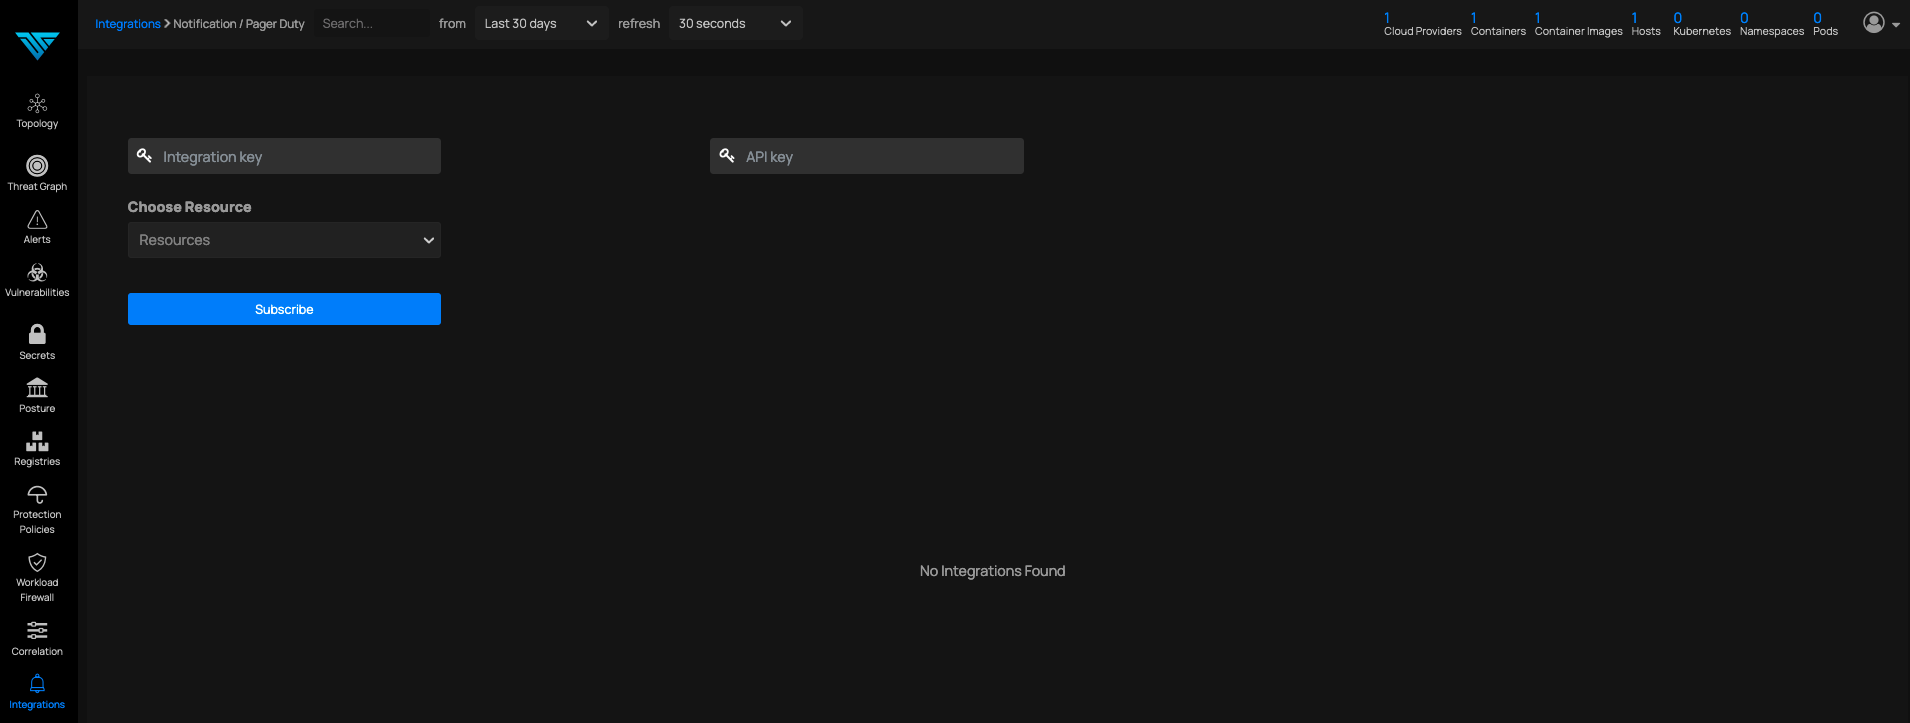 Integrations > Notification / Pager Duty
Search...
from
Last 30 days
refresh
30 seconds
1
Cloud Providers
1
Containers
1
Container Images
1
Hosts
0
Kubernetes
0
Namespaces
0
Pods
Topology
Threat Graph
Alerts
Vulnerabilities
Secrets
Posture
Registries
Protection
Policies
Workload
Firewall
Correlation
Integrations
Integration key
API key
Choose Resource
Resources
Subscribe
No Integrations Found